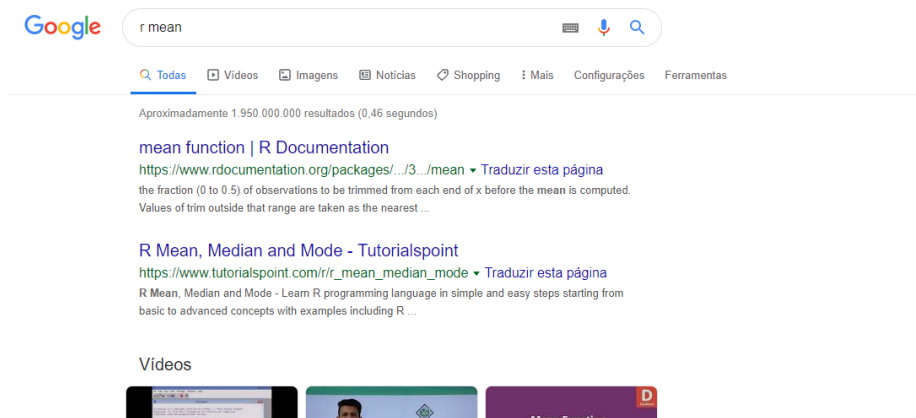 Google
r mean
Todas Vídeos Imagens Notícias Shopping Mais Configurações Ferramentas
Aproximadamente 1.950.000.000 resultados (0,46 segundos)
mean function | R Documentation
https://www.rdocumentation.org/packages/.../3.../mean Traduzir esta página
the fraction (0 to 0.5) of observations to be trimmed from each end of x before the mean is computed.
Values of trim outside that range are taken as the nearest ...
R Mean, Median and Mode - Tutorialspoint
https://www.tutorialspoint.com/r/r_mean_median_mode Traduzir esta página
R Mean, Median and Mode - Learn R programming language in simple and easy steps starting from
basic to advanced concepts with examples including R ...
Vídeos
D